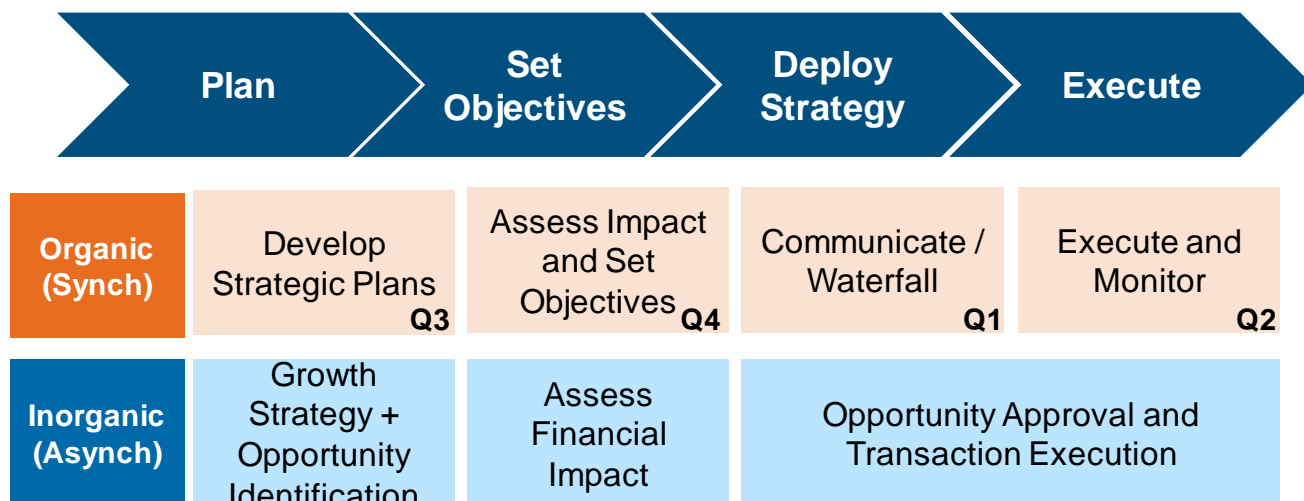 Plan
Set
Objectives
Deploy
Strategy
Execute
Organic
(Synch)
Develop
Strategic Plans
Q3
Assess Impact
and Set
Objectives
Q4
Communicate /
Waterfall
Q1
Execute and
Monitor
Q2
Inorganic
(Asynch)
Growth
Strategy +
Opportunity
Identification
Assess
Financial
Impact
Opportunity Approval and
Transaction Execution